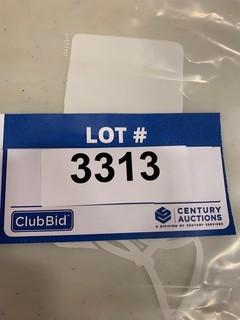 LOT #
3313
ClubBid
CENTURY
AUCTIONS
A DIVISION OF CENTURY SERVICES